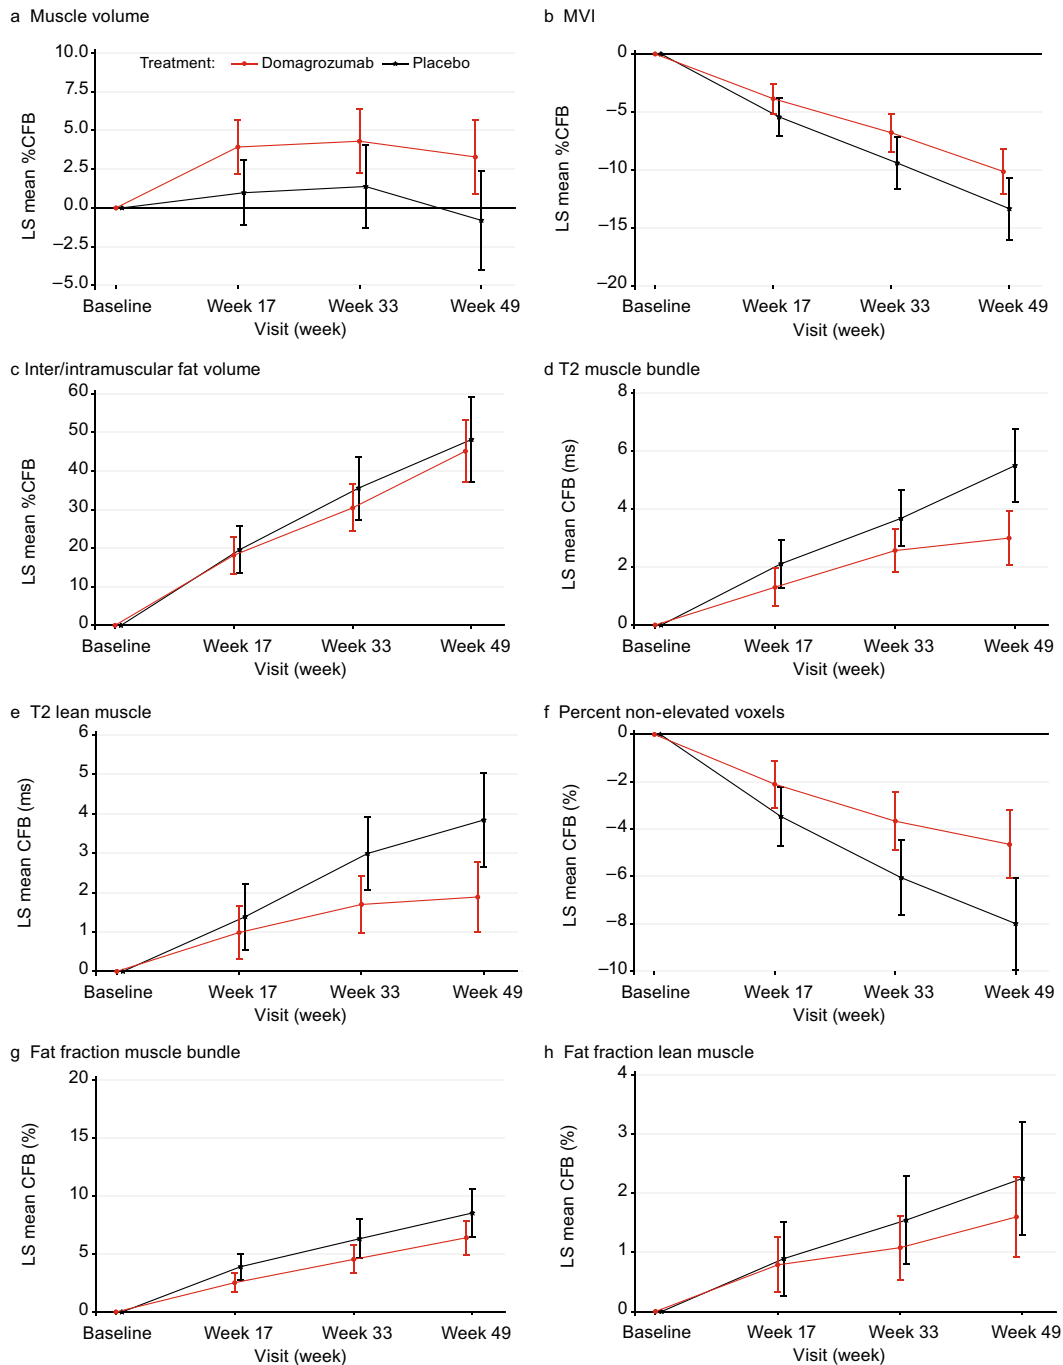 a Muscle volume
10.0
7.5
5.0
2.5
0.0
–2.5
–5.0
LS mean %CFB
Treatment: Domagrozumab Placebo
Baseline Week 17 Week 33 Week 49
Visit (week)
b MVI
0
–5
–10
–15
–20
LS mean %CFB
Baseline Week 17 Week 33 Week 49
Visit (week)
c Inter/intramuscular fat volume
60
50
40
30
20
10
0
LS mean %CFB
Baseline Week 17 Week 33 Week 49
Visit (week)
d T2 muscle bundle
8
6
4
2
0
LS mean CFB (ms)
Baseline Week 17 Week 33 Week 49
Visit (week)
e T2 lean muscle
6
5
4
3
2
1
0
LS mean CFB (ms)
Baseline Week 17 Week 33 Week 49
Visit (week)
f Percent non-elevated voxels
0
–2
–4
–6
–8
–10
LS mean CFB (%)
Baseline Week 17 Week 33 Week 49
Visit (week)
g Fat fraction muscle bundle
20
15
10
5
0
LS mean CFB (%)
Baseline Week 17 Week 33 Week 49
Visit (week)
h Fat fraction lean muscle
4
3
2
1
0
LS mean CFB (%)
Baseline Week 17 Week 33 Week 49
Visit (week)